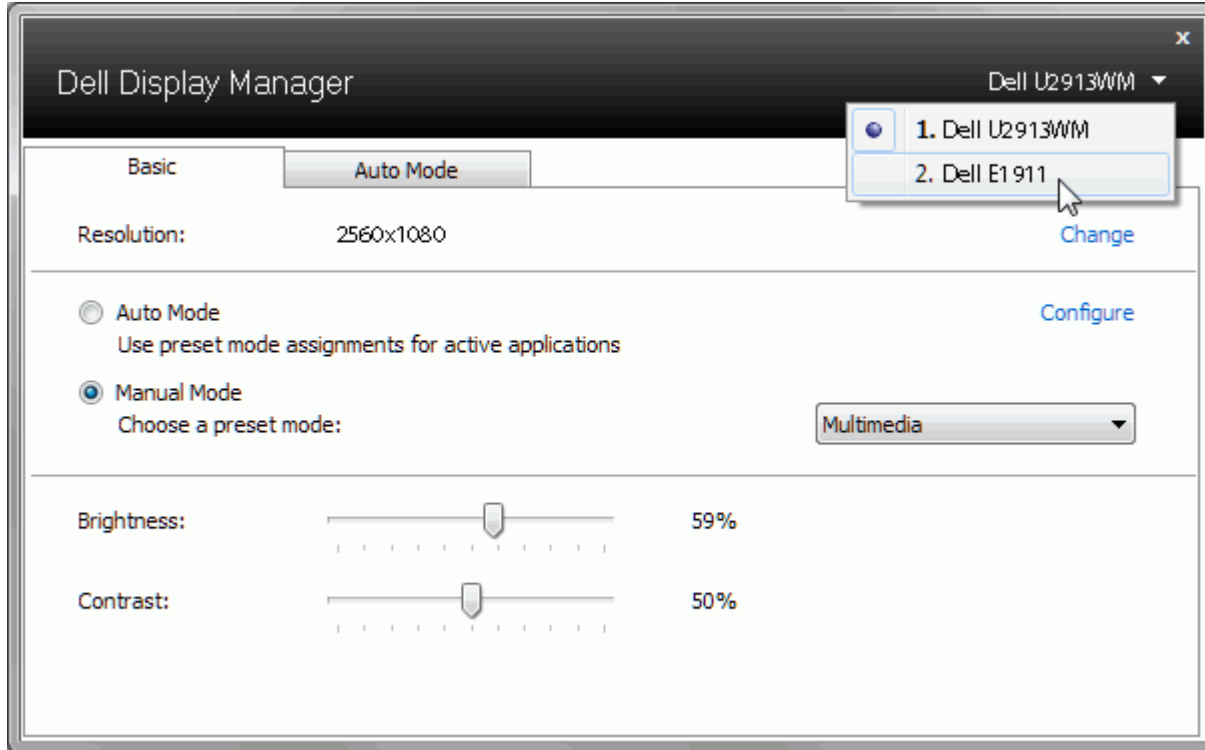 x
Dell Display Manager
Dell U2913WM
1. Dell U2913WM
2. Dell E1911
Basic
Auto Mode
Resolution:
2560x1080
Change
Auto Mode
Configure
Use preset mode assignments for active applications
Manual Mode
Choose a preset mode:
Multimedia
Brightness:
59%
Contrast:
50%